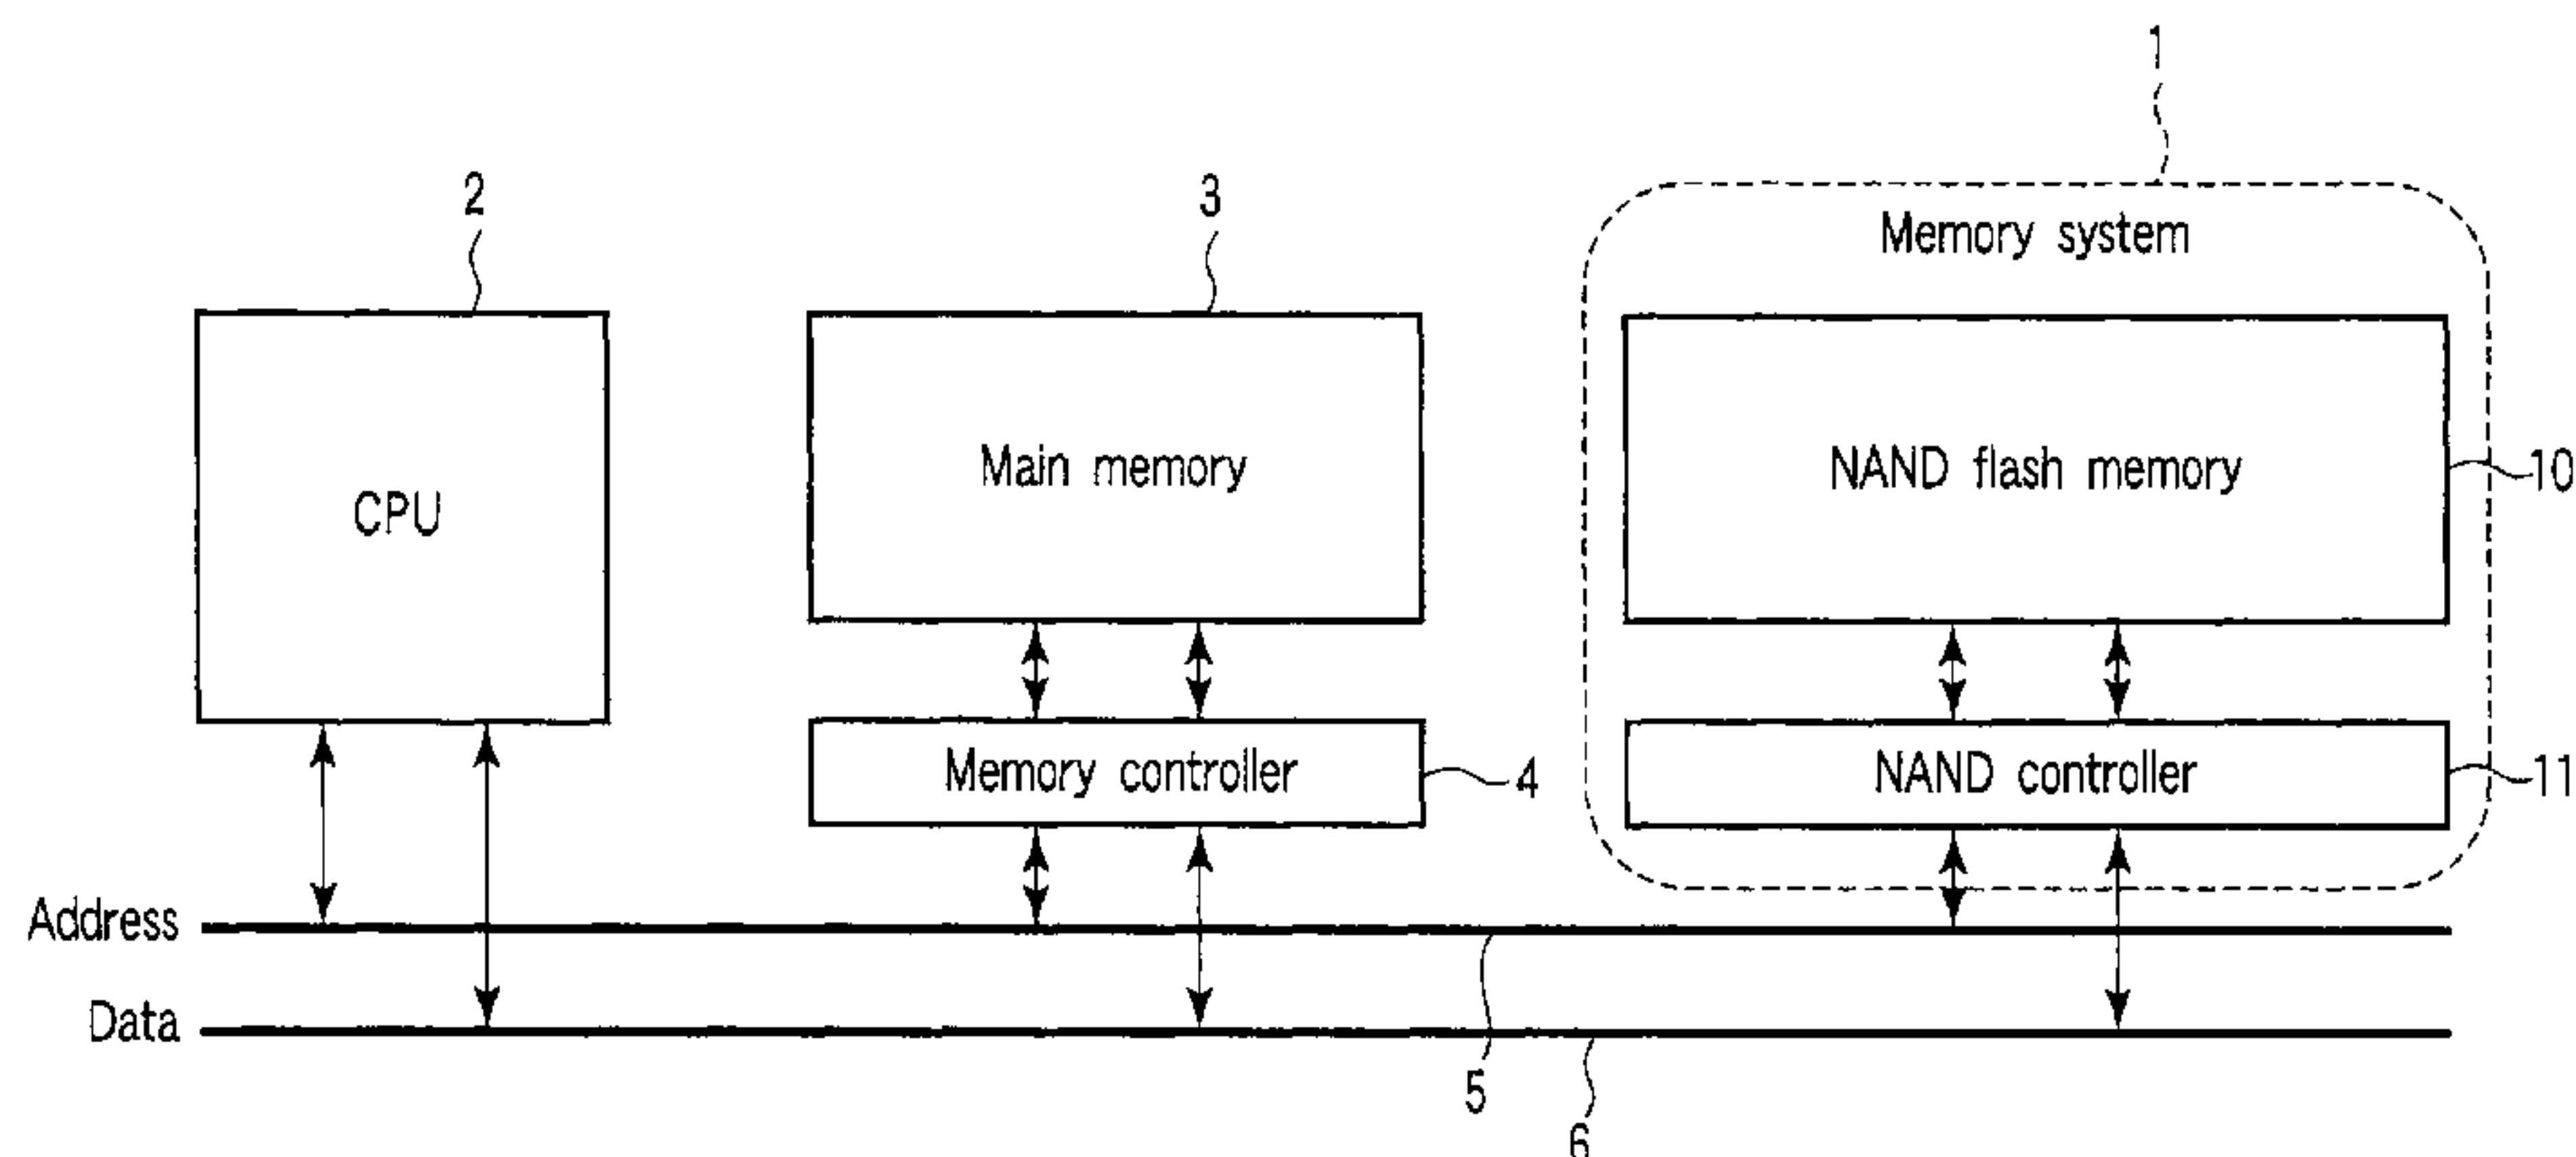 1
2
3
Memory system
CPU
Main memory
NAND flash memory
10
Memory controller
4
NAND controller
11
Address
Data
5
6